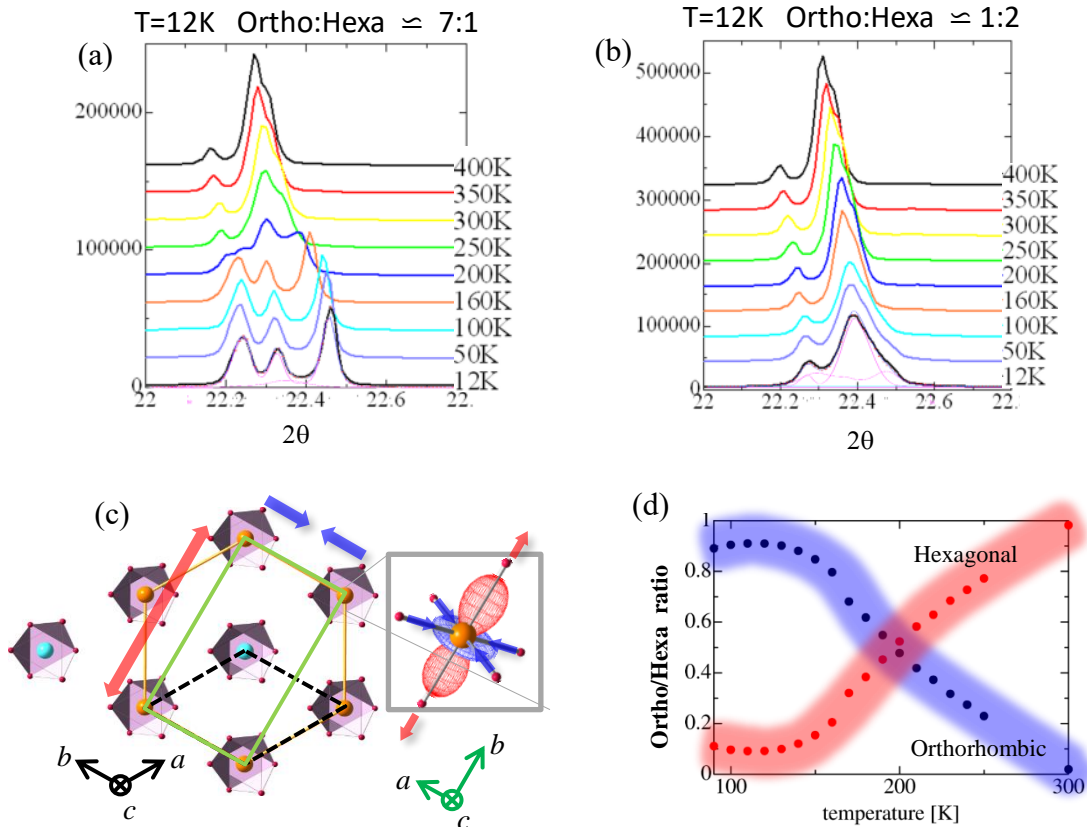 T=12K Ortho:Hexa ≃ 7:1
T=12K Ortho:Hexa ≃ 1:2
(a)
200000
100000
0
400K
350K
300K
250K
200K
160K
100K
50K
12K
22
22.2
22.4
22.6
22.
2θ
(b)
500000
400000
300000
200000
100000
0
400K
350K
300K
250K
200K
160K
100K
50K
12K
22
22.2
22.4
22.6
22.
2θ
(c)
b
a
c
b
a
c
(d)
Ortho/Hexa ratio
1
0.8
0.6
0.4
0.2
0
Hexagonal
Orthorhombic
100
200
300
temperature [K]